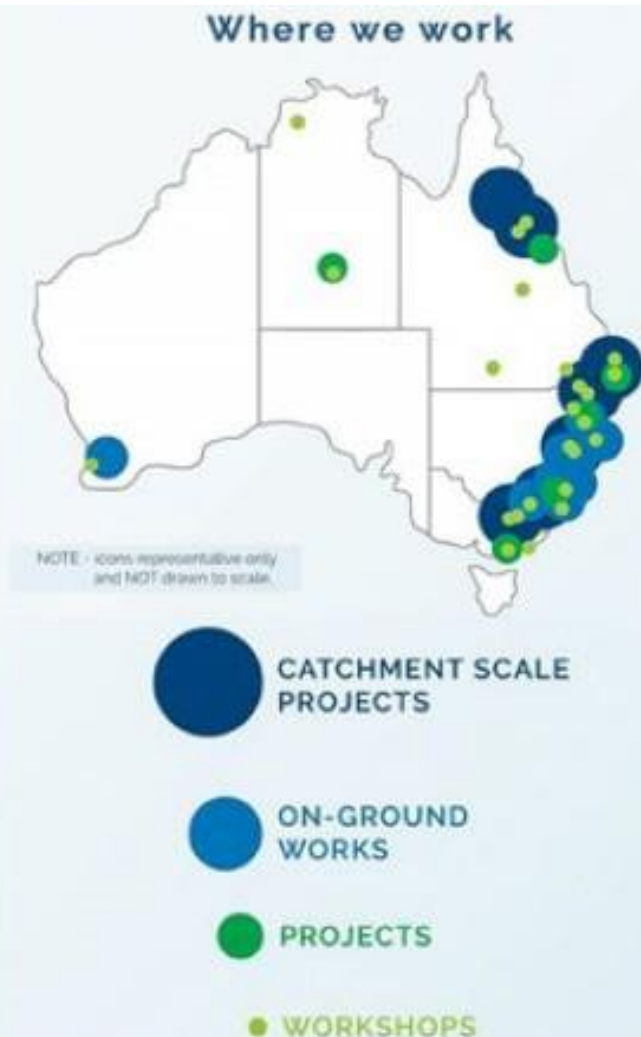 Where we work
NOTE - icons representative only
and NOT drawn to scale.
CATCHMENT SCALE
PROJECTS
ON-GROUND
WORKS
PROJECTS
WORKSHOPS